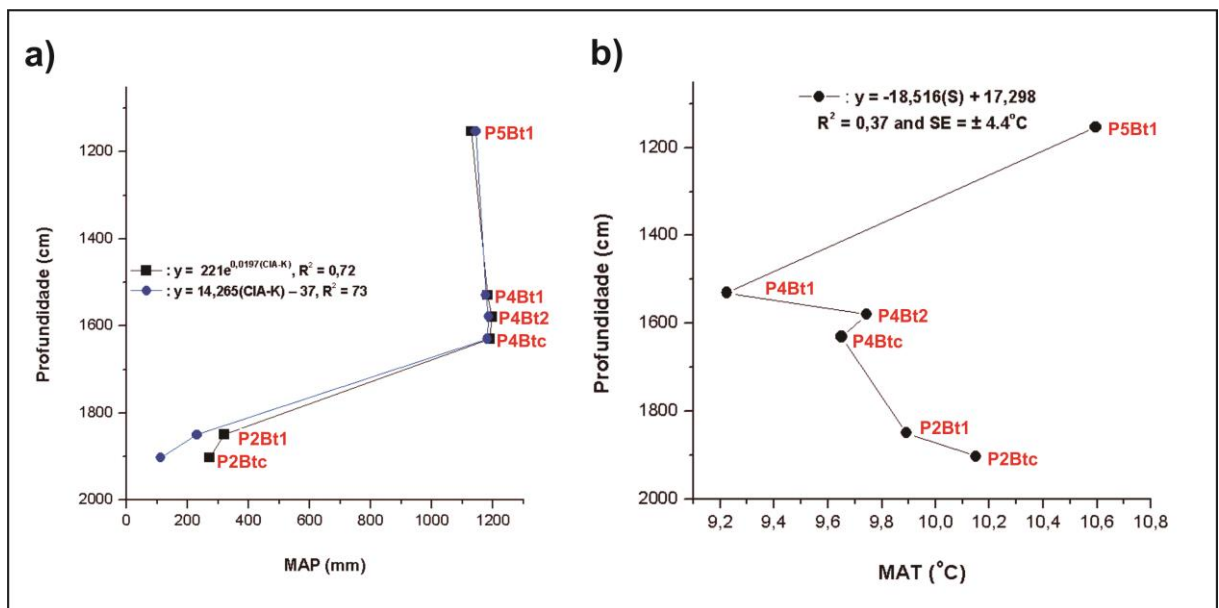 a)
Profundidade (cm)
1200
1400
1600
1800
2000
0
200
400
600
800
1000
1200
MAP (mm)
P5Bt1
: y = 221e^0,0197(CIA-K), R² = 0,72
: y = 14,265(CIA-K) – 37, R² = 73
P4Bt1
P4Bt2
P4Btc
P2Bt1
P2Btc
b)
: y = -18,516(S) + 17,298
R² = 0,37 and SE = ± 4.4°C
Profundidade (cm)
1200
1400
1600
1800
2000
9,2
9,4
9,6
9,8
10,0
10,2
10,4
10,6
10,8
MAT (°C)
P5Bt1
P4Bt1
P4Bt2
P4Btc
P2Bt1
P2Btc